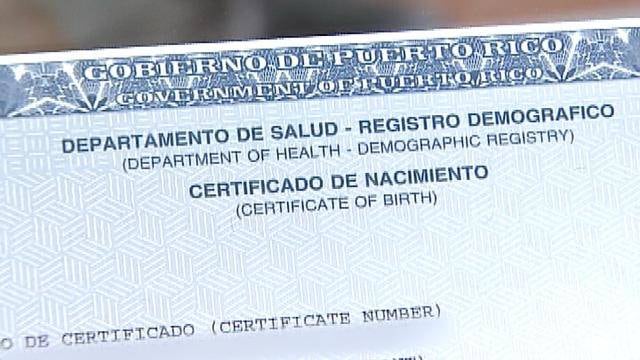 GOBIERNO DE PUERTO RICO
GOVERNMENT OF PUERTO RICO
DEPARTAMENTO DE SALUD - REGISTRO DEMOGRAFICO
(DEPARTMENT OF HEALTH - DEMOGRAPHIC REGISTRY)
CERTIFICADO DE NACIMIENTO
(CERTIFICATE OF BIRTH)
O DE CERTIFICADO (CERTIFICATE NUMBER)